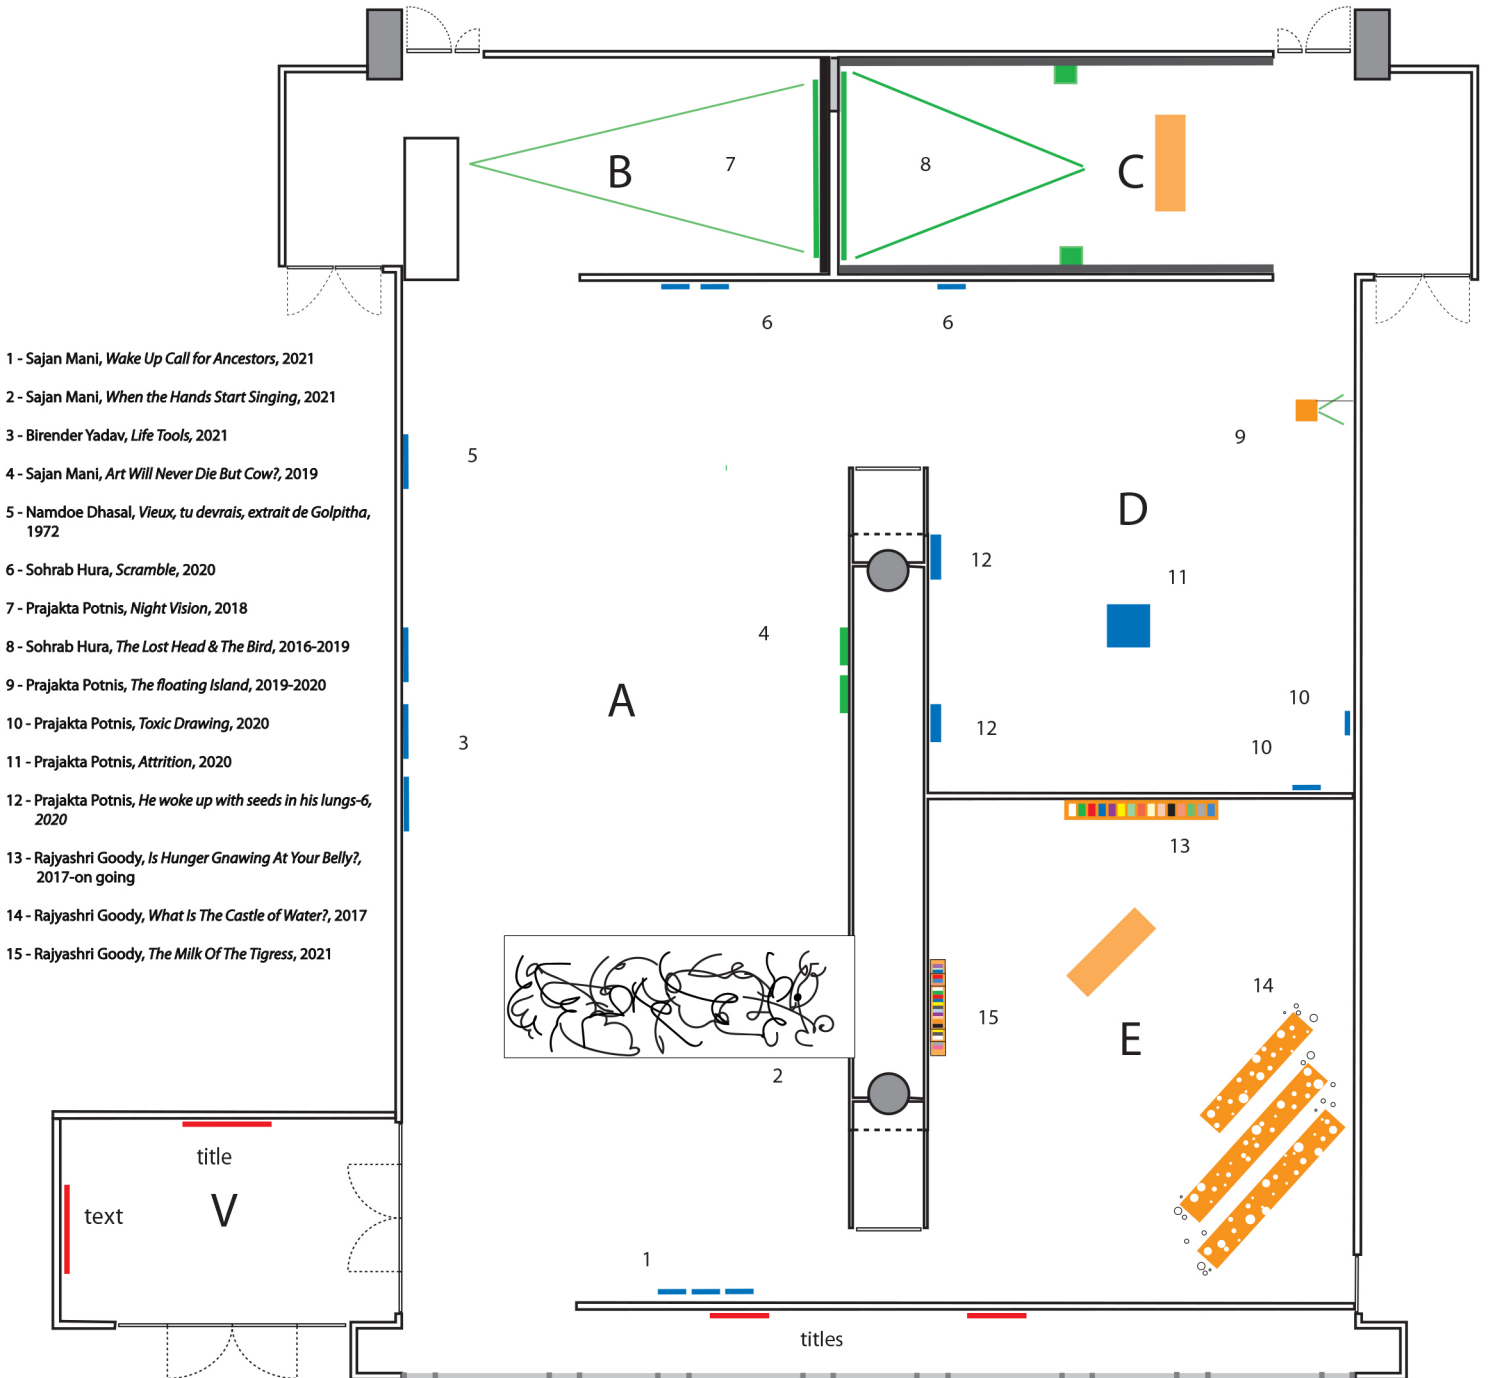 B
7
8
C
6
6
1 - Sajan Mani, Wake Up Call for Ancestors, 2021
2 - Sajan Mani, When the Hands Start Singing, 2021
3 - Birender Yadav, Life Tools, 2021
4 - Sajan Mani, Art Will Never Die But Cow?, 2019
5 - Namdoe Dhasal, Vieux, tu devrais, extrait de Golpitha,
1972
6 - Sohrab Hura, Scramble, 2020
7 - Prajakta Potnis, Night Vision, 2018
8 - Sohrab Hura, The Lost Head & The Bird, 2016-2019
9 - Prajakta Potnis, The floating Island, 2019-2020
10 - Prajakta Potnis, Toxic Drawing, 2020
11 - Prajakta Potnis, Attrition, 2020
12 - Prajakta Potnis, He woke up with seeds in his lungs-6,
2020
13 - Rajyashri Goody, Is Hunger Gnawing At Your Belly?,
2017-on going
14 - Rajyashri Goody, What Is The Castle of Water?, 2017
15 - Rajyashri Goody, The Milk Of The Tigress, 2021
9
5
D
12
11
4
A
10
12
3
10
13
14
15
E
2
title
V
text
1
titles